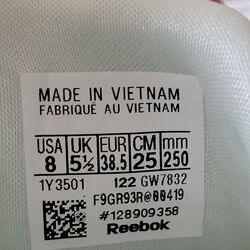 MADE IN VIETNAM
FABRIQUÉ AU VIETNAM
USA UK EUR CM mm
8 5½ 38.5 25 250
1Y3501 I22 GW7832
F9GR93R@00419
#128909358
Reebok